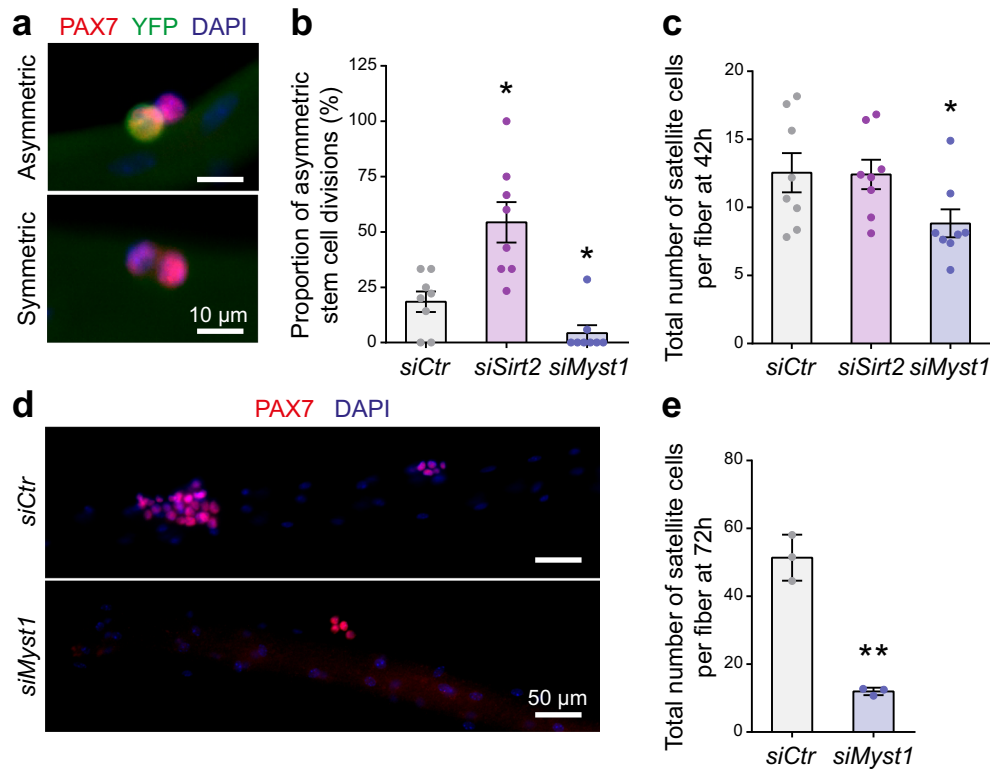 a
PAX7 YFP DAPI
Asymmetric
Symmetric
10 µm
b
Proportion of asymmetric
stem cell divisions (%)
125
100
75
50
25
0
*
*
siCtr siSirt2 siMyst1
c
Total number of satellite cells
per fiber at 42h
20
15
10
5
0
*
siCtr siSirt2 siMyst1
d
PAX7 DAPI
siCtr
siMyst1
50 µm
e
Total number of satellite cells
per fiber at 72h
80
60
40
20
0
**
siCtr siMyst1